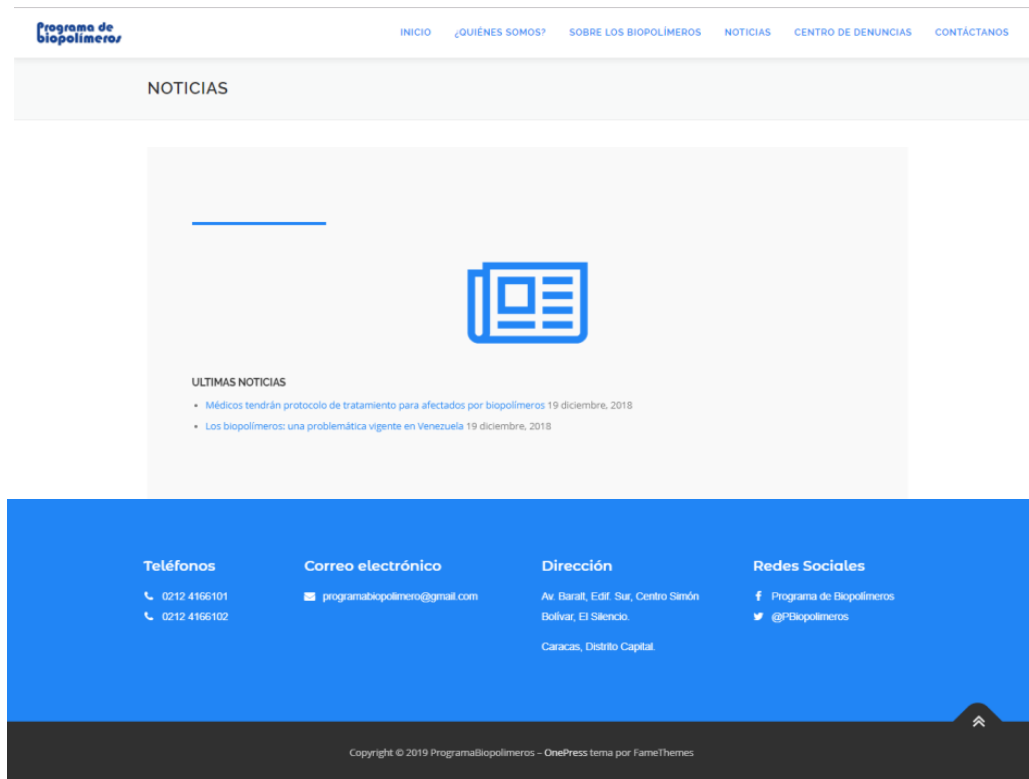 Programa de
biopolímeros
INICIO ¿QUIÉNES SOMOS? SOBRE LOS BIOPOLÍMEROS NOTICIAS CENTRO DE DENUNCIAS CONTÁCTANOS
NOTICIAS
ULTIMAS NOTICIAS
• Médicos tendrán protocolo de tratamiento para afectados por biopolímeros 19 diciembre, 2018
• Los biopolímeros: una problemática vigente en Venezuela 19 diciembre, 2018
Teléfonos
0212 4166101
0212 4166102
Correo electrónico
programabiopolimero@gmail.com
Dirección
Av. Baralt, Edif. Sur, Centro Simón
Bolívar, El Silencio.
Caracas, Distrito Capital.
Redes Sociales
Programa de Biopolímeros
@PBiopolimeros
Copyright © 2019 ProgramaBiopolimeros – OnePress tema por FameThemes